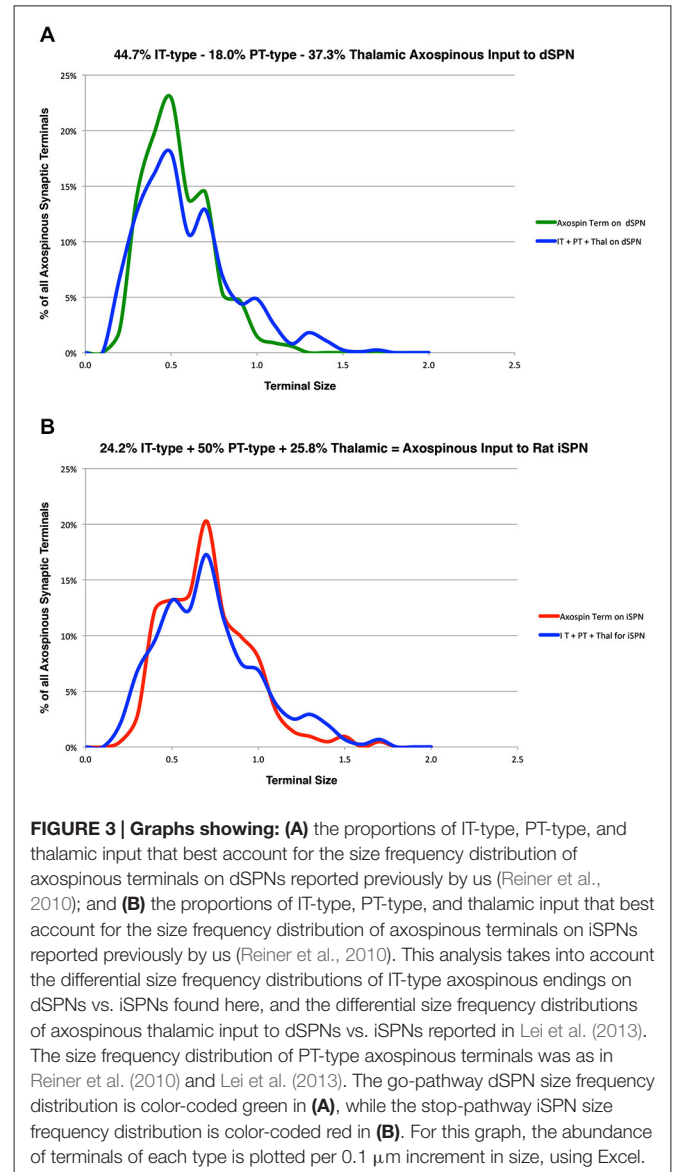 A
44.7% IT-type - 18.0% PT-type - 37.3% Thalamic Axospinous Input to dSPN
25%
20%
15%
10%
5%
0%
% of all Axospinous Synaptic Terminals
0.0 0.5 1.0 1.5 2.0 2.5
Terminal Size
Axospin Term on dSPN
IT + PT + Thal on dSPN
B
24.2% IT-type + 50% PT-type + 25.8% Thalamic = Axospinous Input to Rat iSPN
25%
20%
15%
10%
5%
0%
% of all Axospinous Synaptic Terminals
0.0 0.5 1.0 1.5 2.0 2.5
Terminal Size
Axospin Term on iSPN
I T + PT + Thal for iSPN
FIGURE 3 | Graphs showing: (A) the proportions of IT-type, PT-type, and
thalamic input that best account for the size frequency distribution of
axospinous terminals on dSPNs reported previously by us (Reiner et al.,
2010); and (B) the proportions of IT-type, PT-type, and thalamic input that best
account for the size frequency distribution of axospinous terminals on iSPNs
reported previously by us (Reiner et al., 2010). This analysis takes into account
the differential size frequency distributions of IT-type axospinous endings on
dSPNs vs. iSPNs found here, and the differential size frequency distributions
of axospinous thalamic input to dSPNs vs. iSPNs reported in Lei et al. (2013).
The size frequency distribution of PT-type axospinous terminals was as in
Reiner et al. (2010) and Lei et al. (2013). The go-pathway dSPN size frequency
distribution is color-coded green in (A), while the stop-pathway iSPN size
frequency distribution is color-coded red in (B). For this graph, the abundance
of terminals of each type is plotted per 0.1 μm increment in size, using Excel.